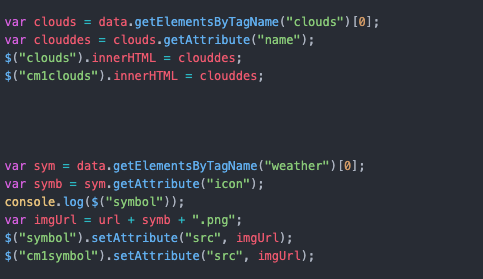 var clouds = data.getElementsByTagName("clouds")[0];
var clouddes = clouds.getAttribute("name");
$("clouds").innerHTML = clouddes;
$("cm1clouds").innerHTML = clouddes;
var sym = data.getElementsByTagName("weather")[0];
var symb = sym.getAttribute("icon");
console.log($("symbol"));
var imgUrl = url + symb + ".png";
$("symbol").setAttribute("src", imgUrl);
$("cm1symbol").setAttribute("src", imgUrl);